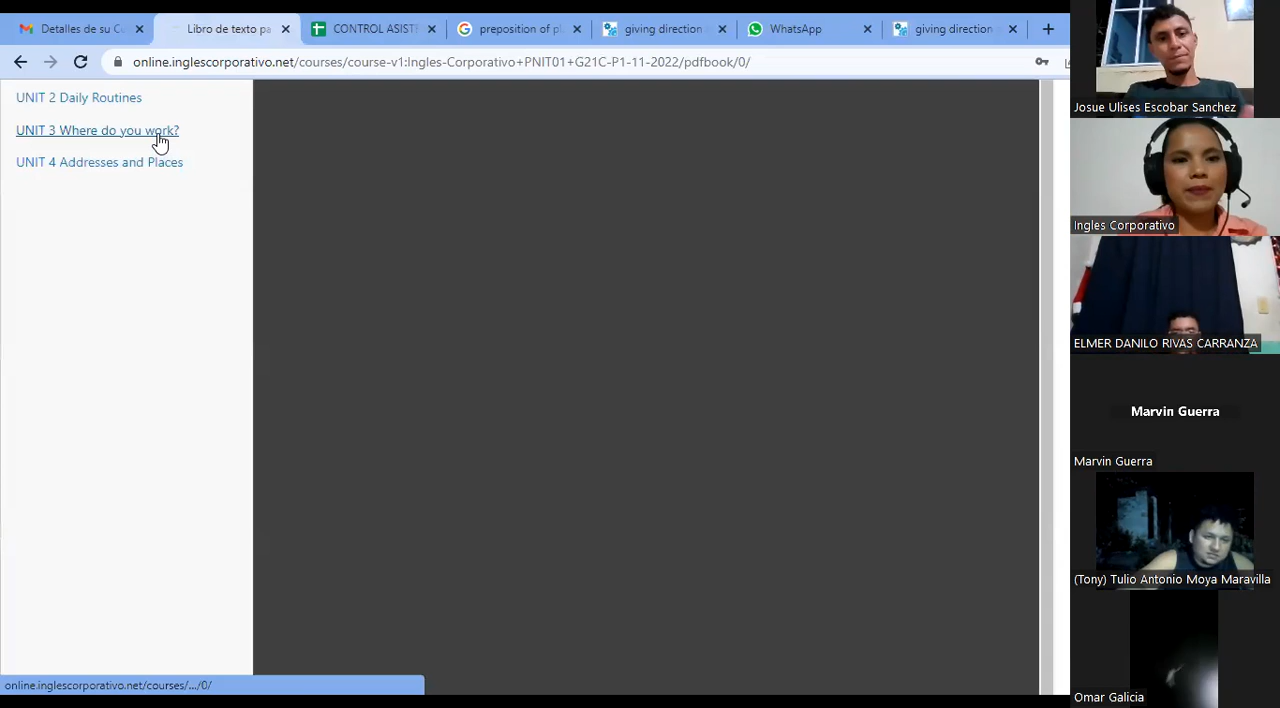 Detalles de su C
Libro de texto pa
CONTROL ASIST
preposition of pl
giving direction
WhatsApp
giving direction
online.inglescorporativo.net/courses/course-v1:Ingles-Corporativo+PNIT01+G21C-P1-11-2022/pdfbook/0/
UNIT 2 Daily Routines
UNIT 3 Where do you work?
UNIT 4 Addresses and Places
online.inglescorporativo.net/courses/.../0/
Josue Ulises Escobar Sanchez
Ingles Corporativo
ELMER DANILO RIVAS CARRANZA
Marvin Guerra
Marvin Guerra
(Tony) Tulio Antonio Moya Maravilla
Omar Galicia